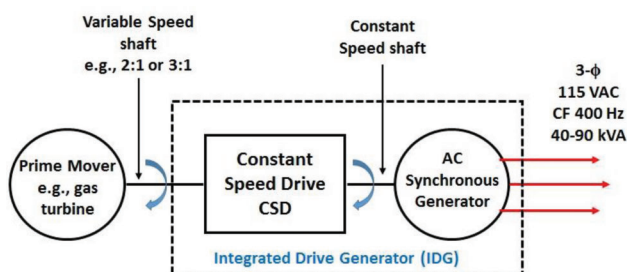 Variable Speed
shaft
e.g., 2:1 or 3:1
Constant
Speed shaft
3-ϕ
115 VAC
CF 400 Hz
40-90 kVA
Prime Mover
e.g., gas
turbine
Constant
Speed Drive
CSD
AC
Synchronous
Generator
Integrated Drive Generator (IDG)